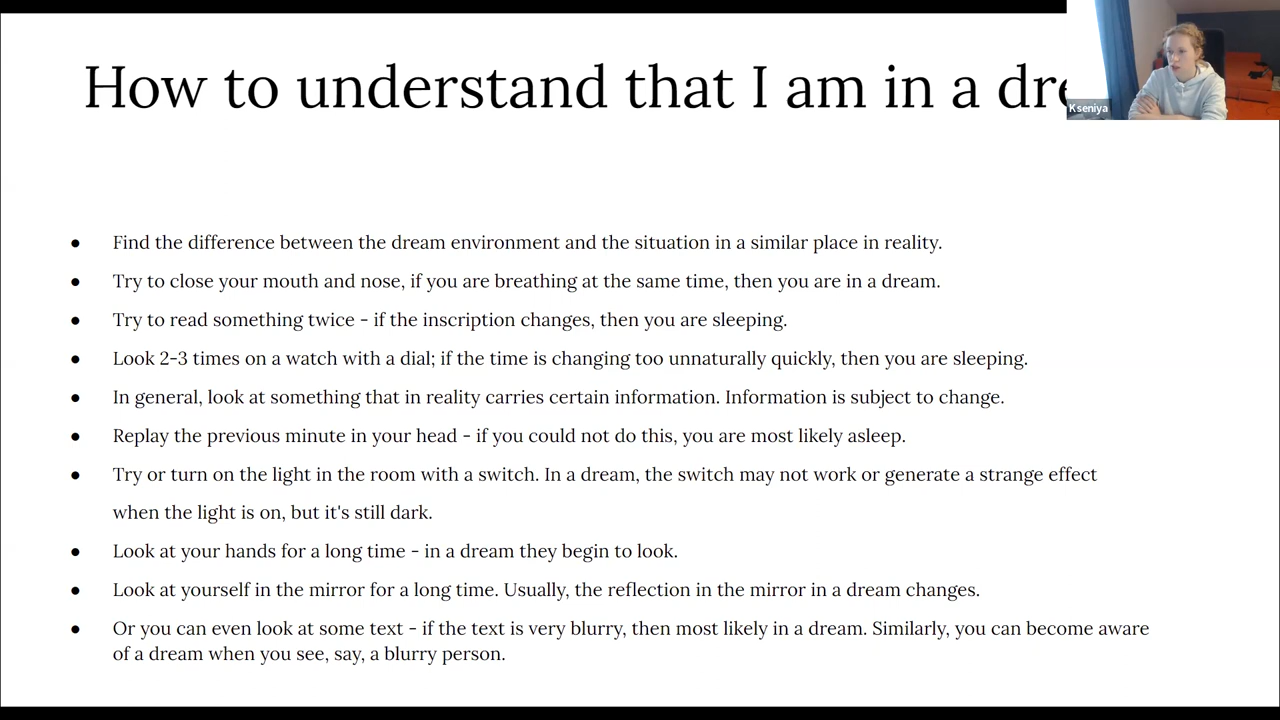 How to understand that I am in a
Kseniya
● Find the difference between the dream environment and the situation in a similar place in reality.
● Try to close your mouth and nose, if you are breathing at the same time, then you are in a dream.
● Try to read something twice - if the inscription changes, then you are sleeping.
● Look 2-3 times on a watch with a dial; if the time is changing too unnaturally quickly, then you are sleeping.
● In general, look at something that in reality carries certain information. Information is subject to change.
● Replay the previous minute in your head - if you could not do this, you are most likely asleep.
● Try or turn on the light in the room with a switch. In a dream, the switch may not work or generate a strange effect
when the light is on, but it's still dark.
● Look at your hands for a long time - in a dream they begin to look.
● Look at yourself in the mirror for a long time. Usually, the reflection in the mirror in a dream changes.
● Or you can even look at some text - if the text is very blurry, then most likely in a dream. Similarly, you can become aware
of a dream when you see, say, a blurry person.